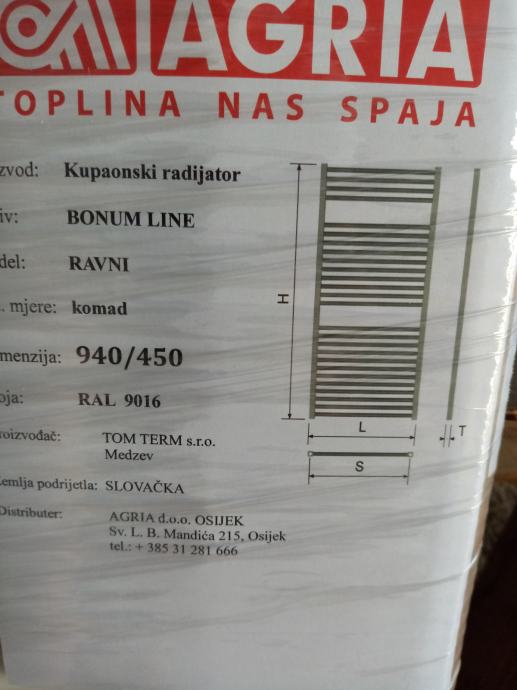 AGRIA
TOPLINA NAS SPAJA
zvod: Kupaonski radijator
iv: BONUM LINE
del: RAVNI
. mjere: komad
menzija: 940/450
oja: RAL 9016
roizvođač: TOM TERM s.r.o.
Medzev
emlja podrijetla: SLOVAČKA
Distributer: AGRIA d.o.o. OSIJEK
Sv. L. B. Mandića 215, Osijek
tel.: + 385 31 281 666
H
L
T
S